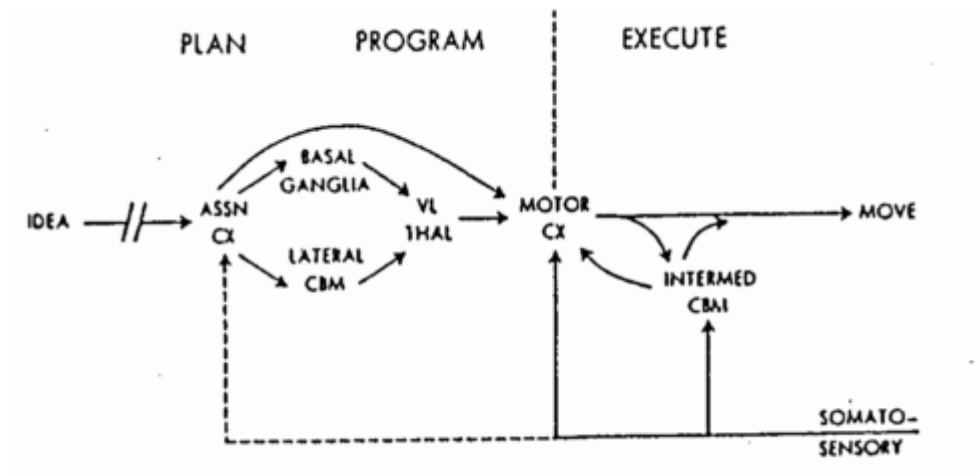 PLAN
PROGRAM
EXECUTE
IDEA
ASSN
CX
BASAL
GANGLIA
LATERAL
CBM
VL
THAL
MOTOR
CX
MOVE
INTERMED
CBM
SOMATO-
SENSORY